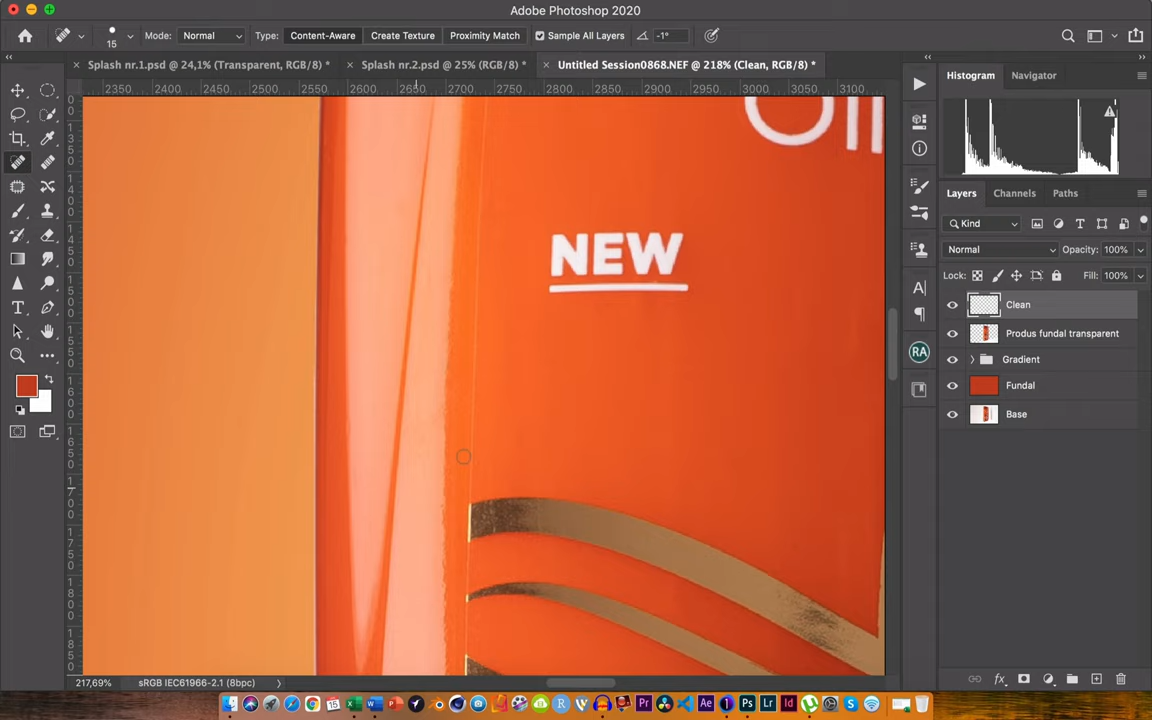 Adobe Photoshop 2020
15 Mode: Normal Type: Content-Aware Create Texture Proximity Match Sample All Layers -1°
Splash nr.1.psd @ 24,1% (Transparent, RGB/8) * Splash nr.2.psd @ 25% (RGB/8) * Untitled Session0868.NEF @ 218% (Clean, RGB/8) *
2350 2400 2450 2500 2550 2600 2650 2700 2750 2800 2850 2900 2950 3000 3050 3100
Histogram Navigator
Layers Channels Paths
Kind
Normal Opacity: 100%
Lock: Fill: 100%
Clean
Produs fundal transparent
Gradient
Fundal
Base
NEW
RA
217,69% sRGB IEC61966-2.1 (8bpc)